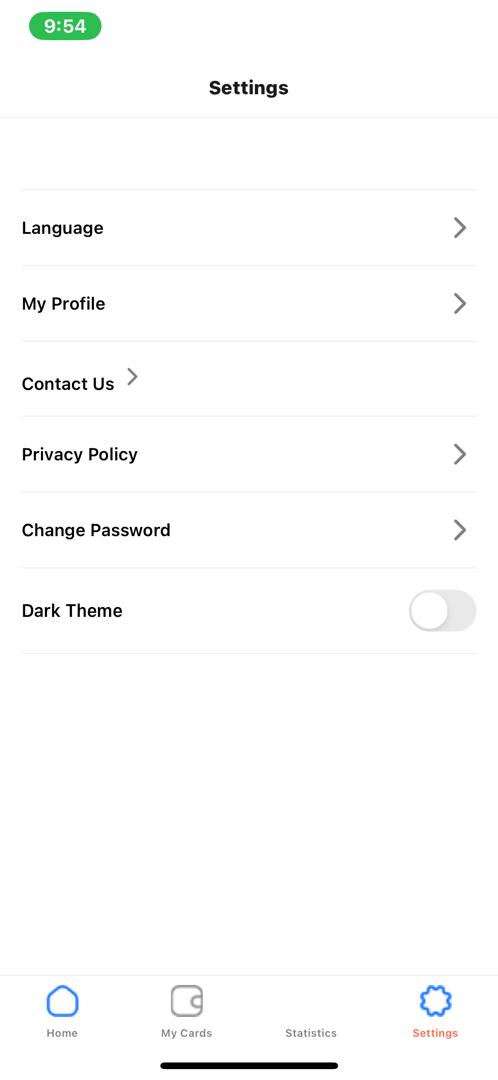 9:54
Settings
Language
My Profile
Contact Us
Privacy Policy
Change Password
Dark Theme
Home
My Cards
Statistics
Settings